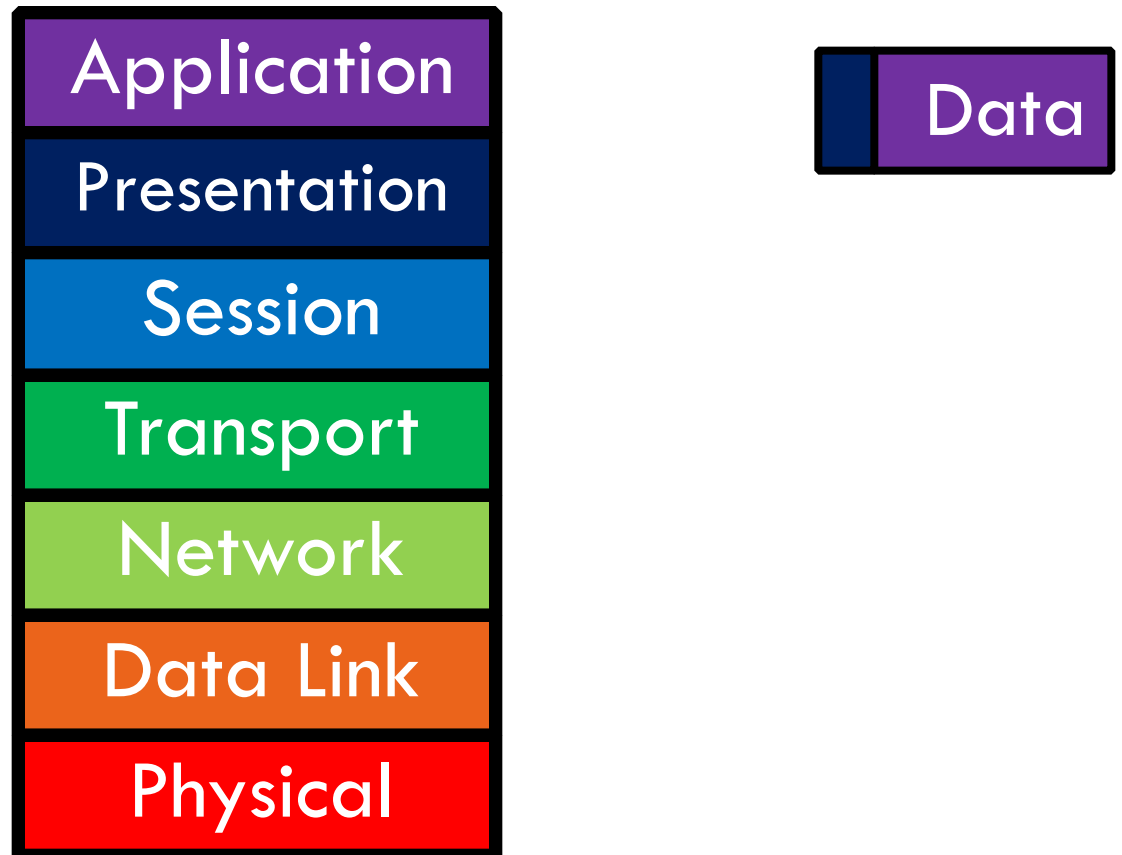 Application
Data
Presentation
Session
Transport
Network
Data Link
Physical